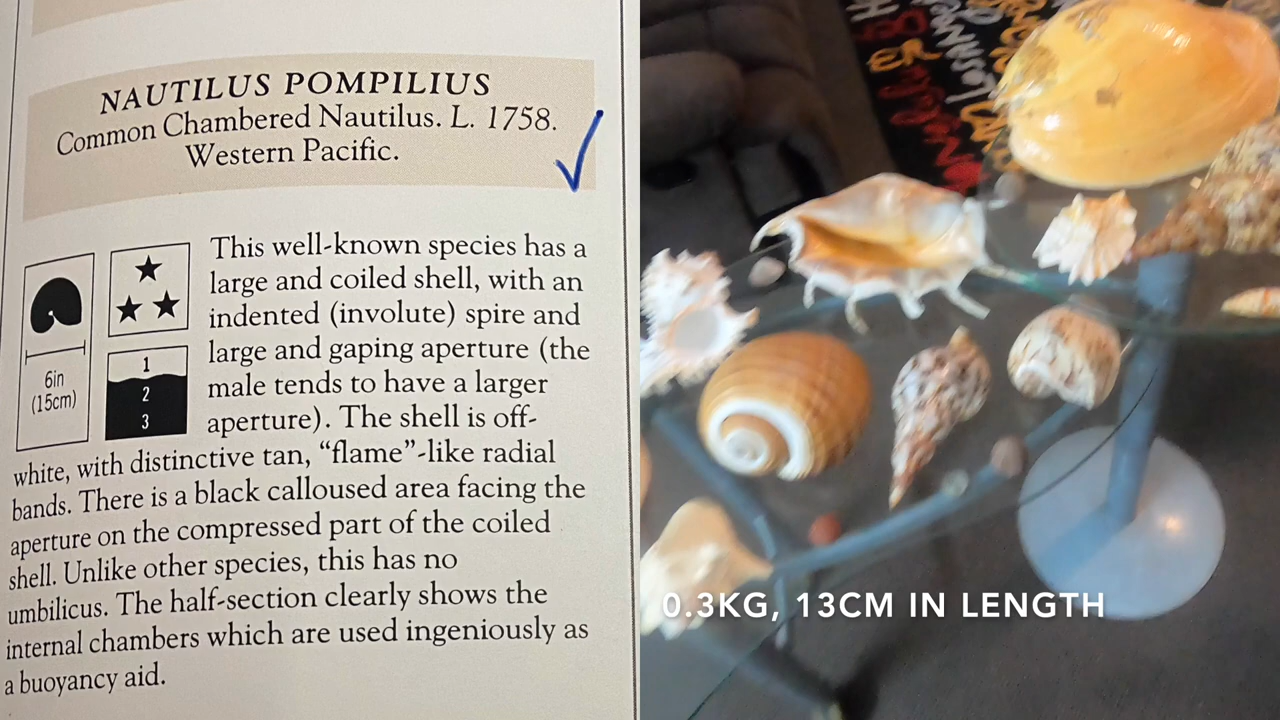 NAUTILUS POMPILIUS
Common Chambered Nautilus. L. 1758.
Western Pacific.
6in
(15cm)
1
2
3
This well-known species has a
large and coiled shell, with an
indented (involute) spire and
large and gaping aperture (the
male tends to have a larger
aperture). The shell is off-
white, with distinctive tan, “flame”-like radial
bands. There is a black calloused area facing the
aperture on the compressed part of the coiled
shell. Unlike other species, this has no
umbilicus. The half-section clearly shows the
internal chambers which are used ingeniously as
a buoyancy aid.
0.3KG, 13CM IN LENGTH